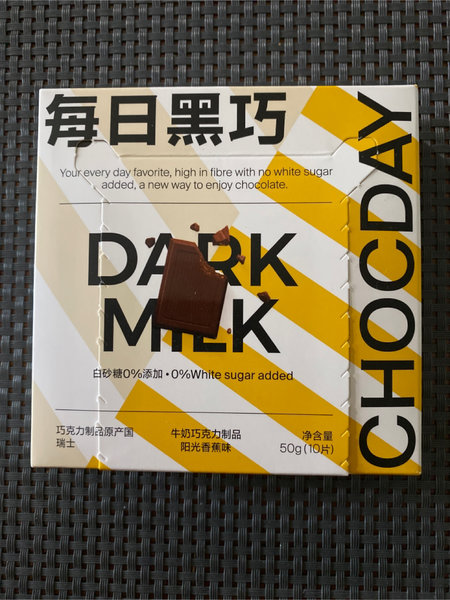 每日黑巧
CHOCDAY
Your every day favorite, high in fibre with no white sugar
added, a new way to enjoy chocolate.
DARK
MILK
白砂糖0%添加•0%White sugar added
巧克力制品原产国
瑞士
牛奶巧克力制品
阳光香蕉味
净含量
50g(10片)